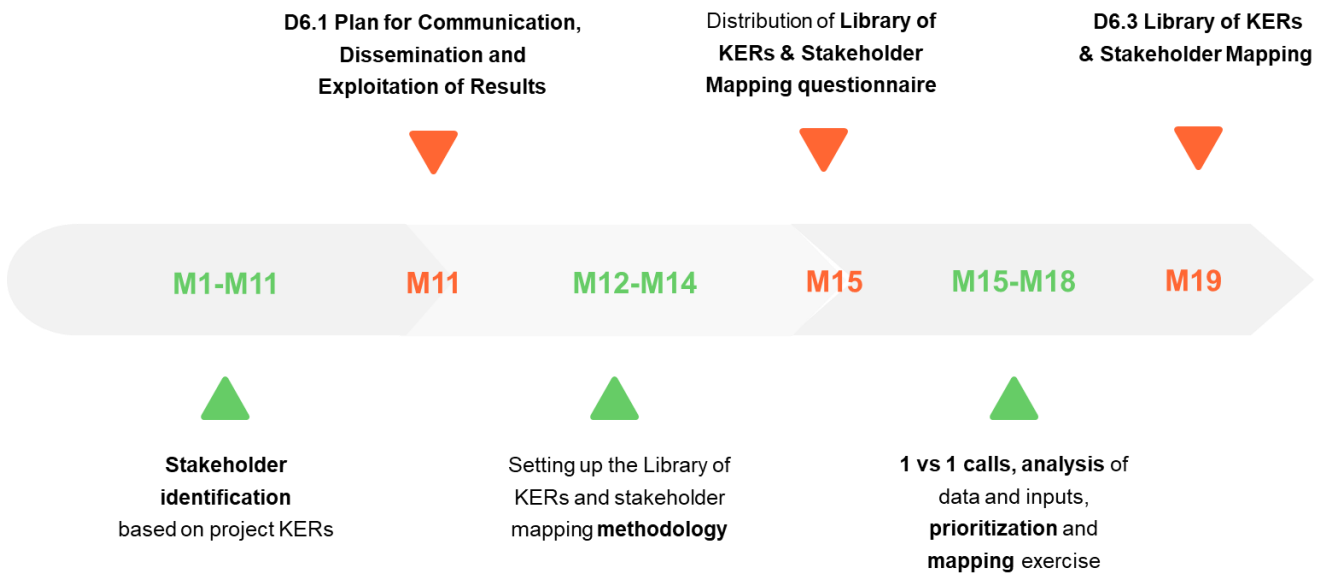 D6.1 Plan for Communication,
Dissemination and
Exploitation of Results
Distribution of Library of
KERs & Stakeholder
Mapping questionnaire
D6.3 Library of KERs
& Stakeholder Mapping
M1-M11
M11
M12-M14
M15
M15-M18
M19
Stakeholder
identification
based on project KERs
Setting up the Library of
KERs and stakeholder
mapping methodology
1 vs 1 calls, analysis of
data and inputs,
prioritization and
mapping exercise